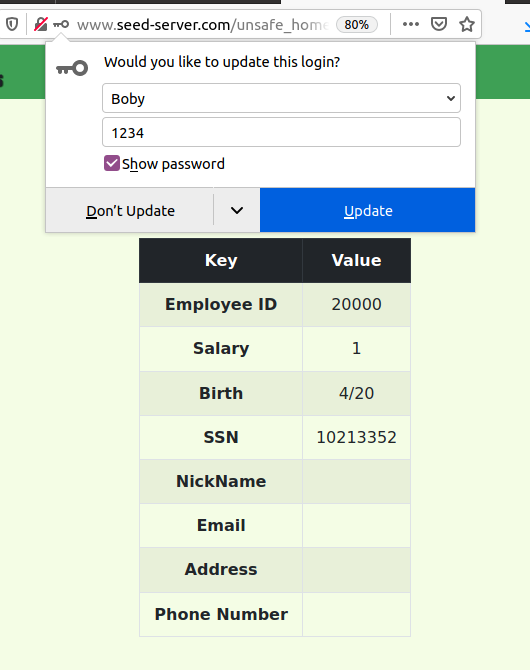 www.seed-server.com/unsafe_hom 80%
Would you like to update this login?
Boby
1234
Show password
Don't Update Update
Key Value
Employee ID 20000
Salary 1
Birth 4/20
SSN 10213352
NickName
Email
Address
Phone Number